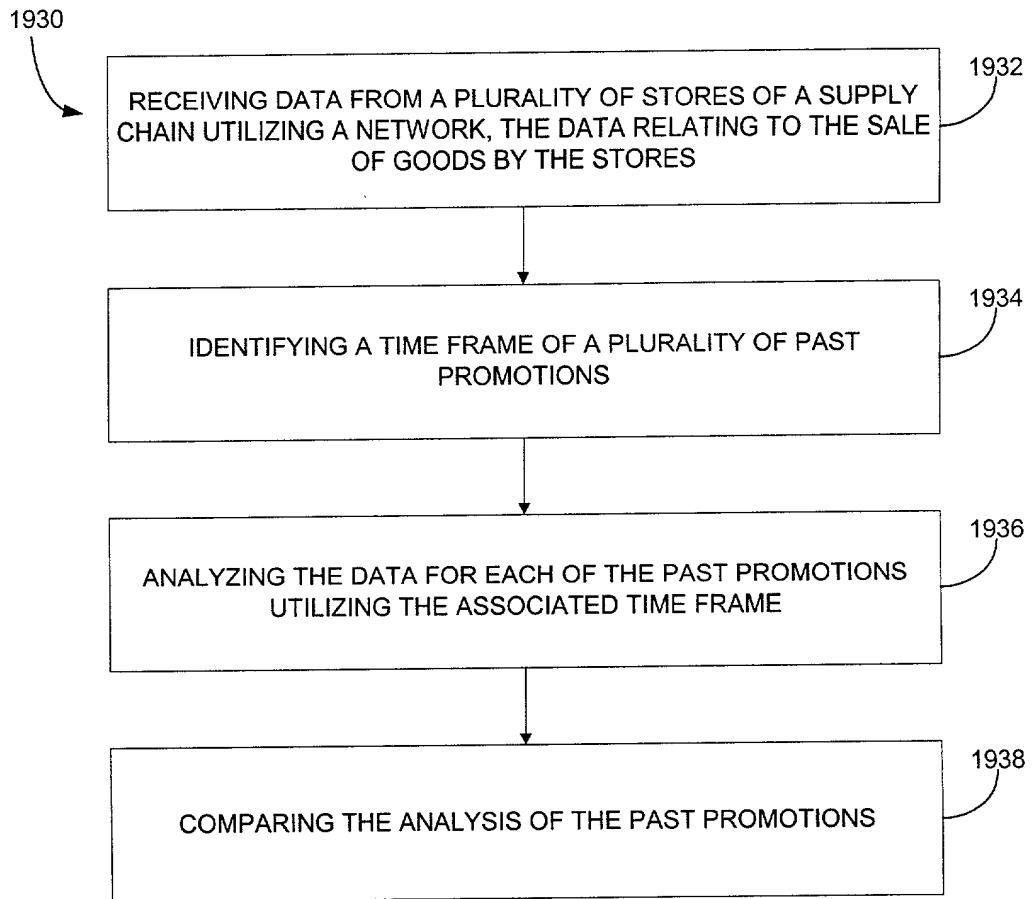 1930
1932
RECEIVING DATA FROM A PLURALITY OF STORES OF A SUPPLY
CHAIN UTILIZING A NETWORK, THE DATA RELATING TO THE SALE
OF GOODS BY THE STORES
1934
IDENTIFYING A TIME FRAME OF A PLURALITY OF PAST
PROMOTIONS
1936
ANALYZING THE DATA FOR EACH OF THE PAST PROMOTIONS
UTILIZING THE ASSOCIATED TIME FRAME
1938
COMPARING THE ANALYSIS OF THE PAST PROMOTIONS